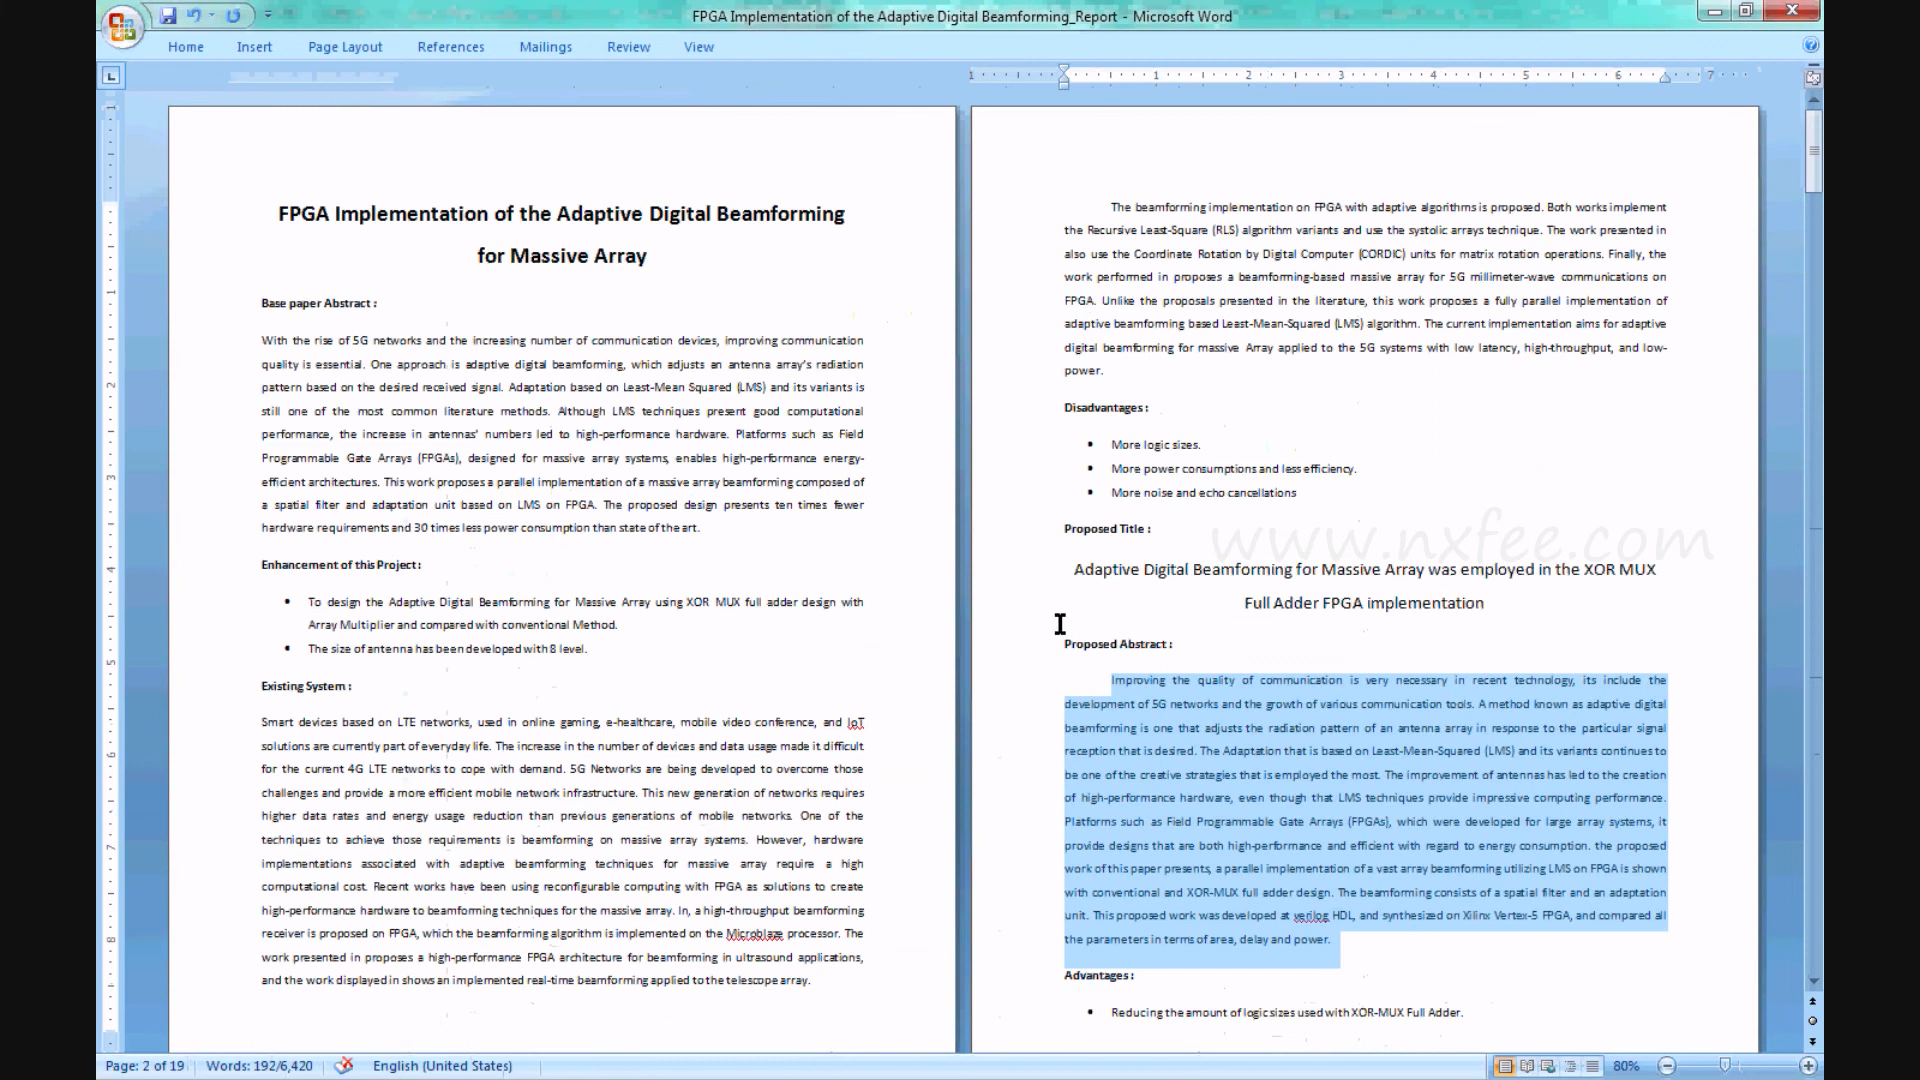 FPGA Implementation of the Adaptive Digital Beamforming_Report - Microsoft Word
Home Insert Page Layout References Mailings Review View
1 1 2 3 4 5 6 7
FPGA Implementation of the Adaptive Digital Beamforming
for Massive Array
Base paper Abstract :
With the rise of 5G networks and the increasing number of communication devices, improving communication
quality is essential. One approach is adaptive digital beamforming, which adjusts an antenna array's radiation
pattern based on the desired received signal. Adaptation based on Least-Mean Squared (LMS) and its variants is
still one of the most common literature methods. Although LMS techniques present good computational
performance, the increase in antennas' numbers led to high-performance hardware. Platforms such as Field
Programmable Gate Arrays (FPGAs), designed for massive array systems, enables high-performance energy-
efficient architectures. This work proposes a parallel implementation of a massive array beamforming composed of
a spatial filter and adaptation unit based on LMS on FPGA. The proposed design presents ten times fewer
hardware requirements and 30 times less power consumption than state of the art.
Enhancement of this Project :
• To design the Adaptive Digital Beamforming for Massive Array using XOR MUX full adder design with
Array Multiplier and compared with conventional Method.
• The size of antenna has been developed with 8 level.
Existing System :
Smart devices based on LTE networks, used in online gaming, e-healthcare, mobile video conference, and IoT
solutions are currently part of everyday life. The increase in the number of devices and data usage made it difficult
for the current 4G LTE networks to cope with demand. 5G Networks are being developed to overcome those
challenges and provide a more efficient mobile network infrastructure. This new generation of networks requires
higher data rates and energy usage reduction than previous generations of mobile networks. One of the
techniques to achieve those requirements is beamforming on massive array systems. However, hardware
implementations associated with adaptive beamforming techniques for massive array require a high
computational cost. Recent works have been using reconfigurable computing with FPGA as solutions to create
high-performance hardware to beamforming techniques for the massive array. In, a high-throughput beamforming
receiver is proposed on FPGA, which the beamforming algorithm is implemented on the Microblaze processor. The
work presented in proposes a high-performance FPGA architecture for beamforming in ultrasound applications,
and the work displayed in shows an implemented real-time beamforming applied to the telescope array.
The beamforming implementation on FPGA with adaptive algorithms is proposed. Both works implement
the Recursive Least-Square (RLS) algorithm variants and use the systolic arrays technique. The work presented in
also use the Coordinate Rotation by Digital Computer (CORDIC) units for matrix rotation operations. Finally, the
work performed in proposes a beamforming-based massive array for 5G millimeter-wave communications on
FPGA. Unlike the proposals presented in the literature, this work proposes a fully parallel implementation of
adaptive beamforming based Least-Mean-Squared (LMS) algorithm. The current implementation aims for adaptive
digital beamforming for massive Array applied to the 5G systems with low latency, high-throughput, and low-
power.
Disadvantages :
• More logic sizes.
• More power consumptions and less efficiency.
• More noise and echo cancellations
Proposed Title :
www.nxfee.com
Adaptive Digital Beamforming for Massive Array was employed in the XOR MUX
Full Adder FPGA implementation
Proposed Abstract :
Improving the quality of communication is very necessary in recent technology, its include the
development of 5G networks and the growth of various communication tools. A method known as adaptive digital
beamforming is one that adjusts the radiation pattern of an antenna array in response to the particular signal
reception that is desired. The Adaptation that is based on Least-Mean-Squared (LMS) and its variants continues to
be one of the creative strategies that is employed the most. The improvement of antennas has led to the creation
of high-performance hardware, even though that LMS techniques provide impressive computing performance.
Platforms such as Field Programmable Gate Arrays (FPGAs), which were developed for large array systems, it
provide designs that are both high-performance and efficient with regard to energy consumption. the proposed
work of this paper presents, a parallel implementation of a vast array beamforming utilizing LMS on FPGA is shown
with conventional and XOR-MUX full adder design. The beamforming consists of a spatial filter and an adaptation
unit. This proposed work was developed at verilog HDL, and synthesized on Xilinx Vertex-5 FPGA, and compared all
the parameters in terms of area, delay and power.
Advantages :
• Reducing the amount of logic sizes used with XOR-MUX Full Adder.
Page: 2 of 19 Words: 192/6,420 English (United States) 80%